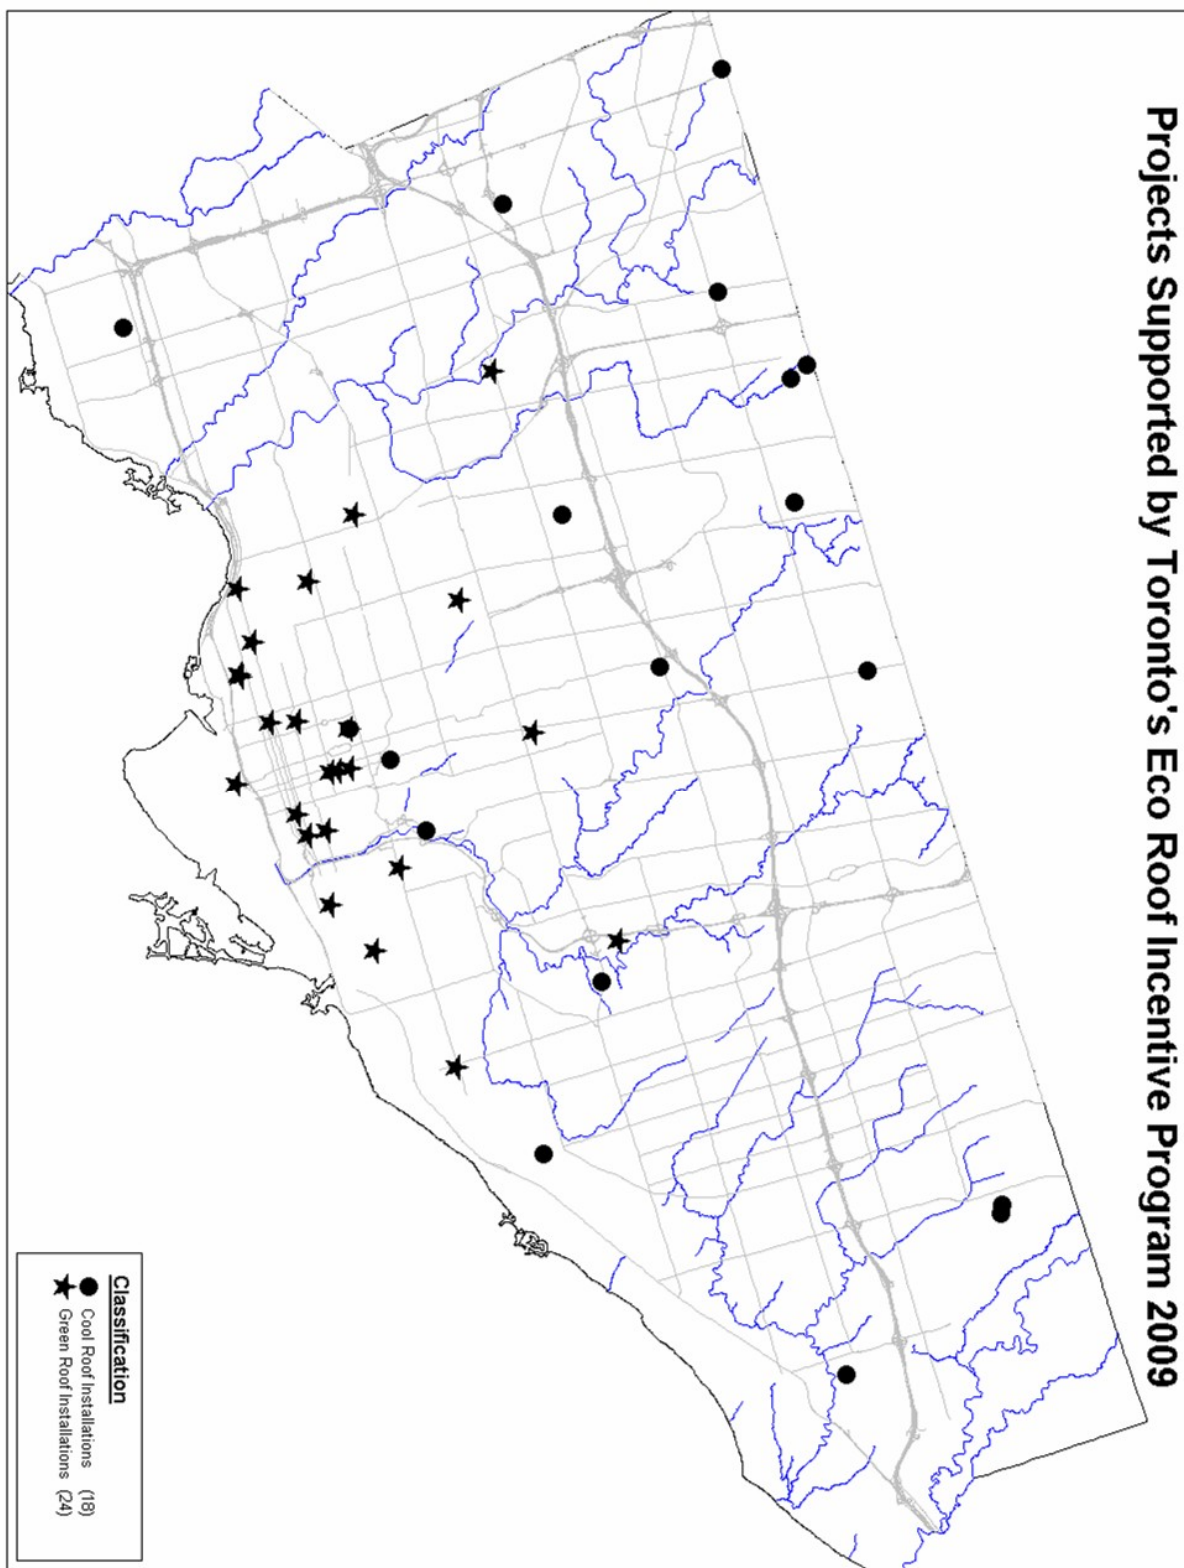 Projects Supported by Toronto's Eco Roof Incentive Program 2009
Classification
Cool Roof Installations (18)
Green Roof Installations (24)